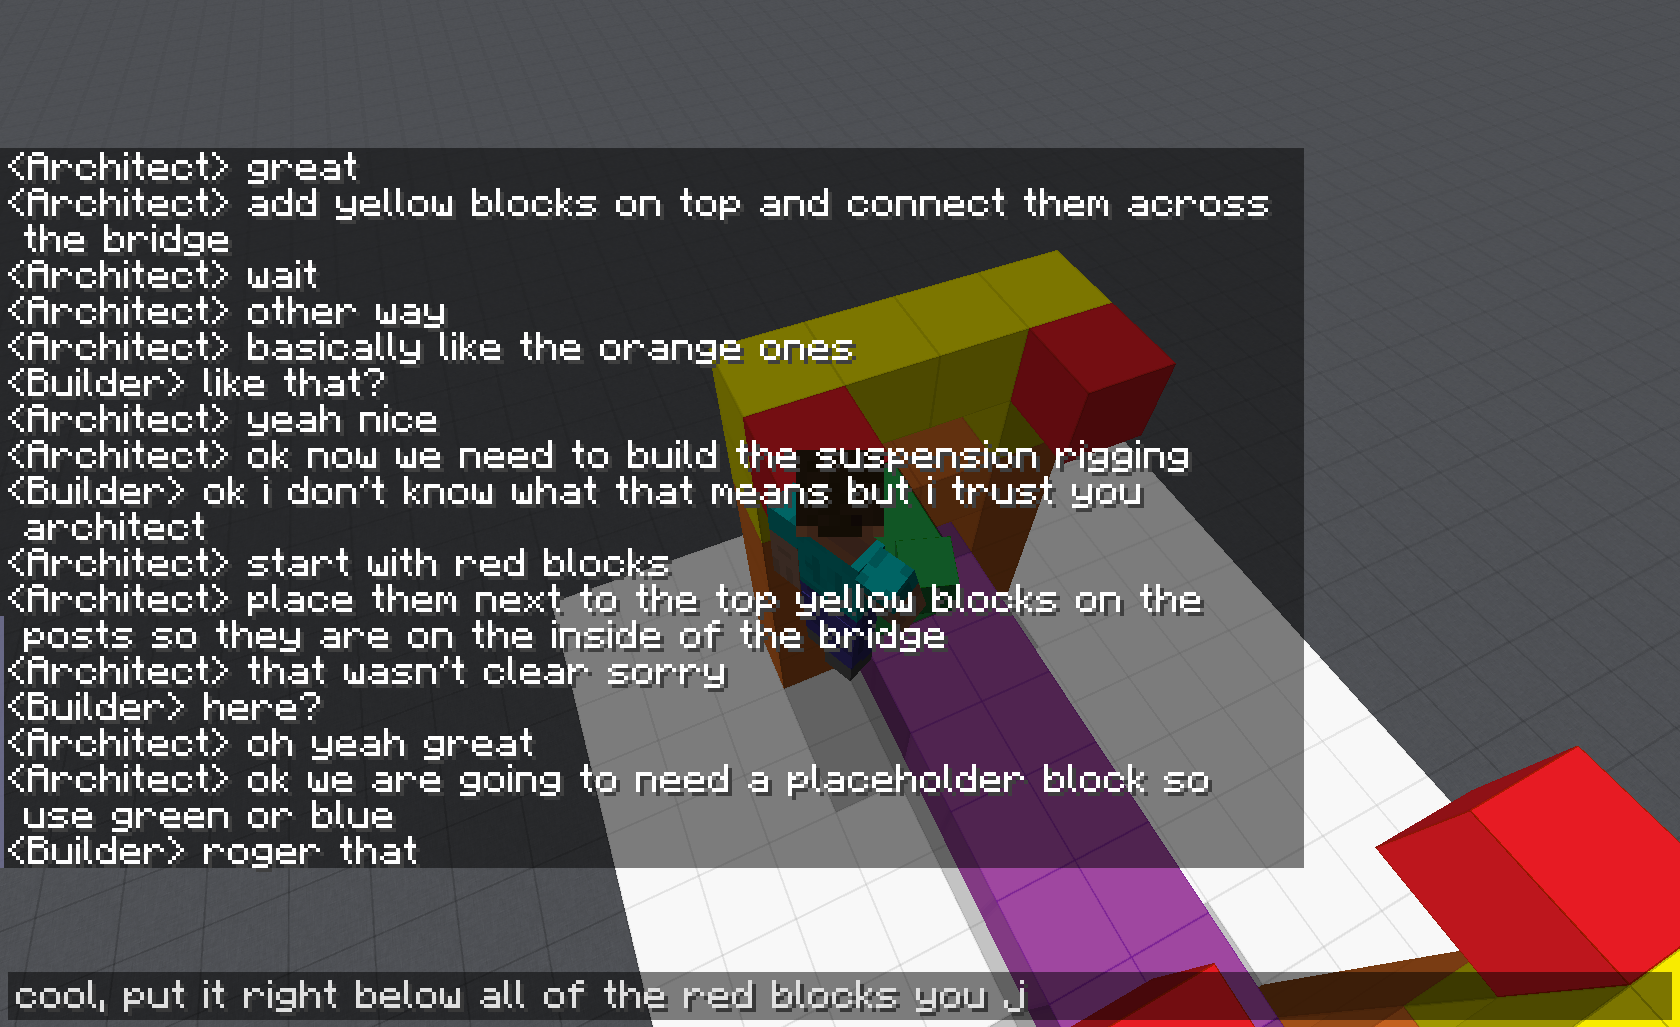 <Architect> great
<Architect> add yellow blocks on top and connect them across
the bridge
<Architect> wait
<Architect> other way
<Architect> basically like the orange ones
<Builder> like that?
<Architect> yeah nice
<Architect> ok now we need to build the suspension rigging
<Builder> ok i don't know what that means but i trust you
architect
<Architect> start with red blocks
<Architect> place them next to the top yellow blocks on the
posts so they are on the inside of the bridge
<Architect> that wasn't clear sorry
<Builder> here?
<Architect> oh yeah great
<Architect> ok we are going to need a placeholder block so
use green or blue
<Builder> roger that
cool, put it right below all of the red blocks you j